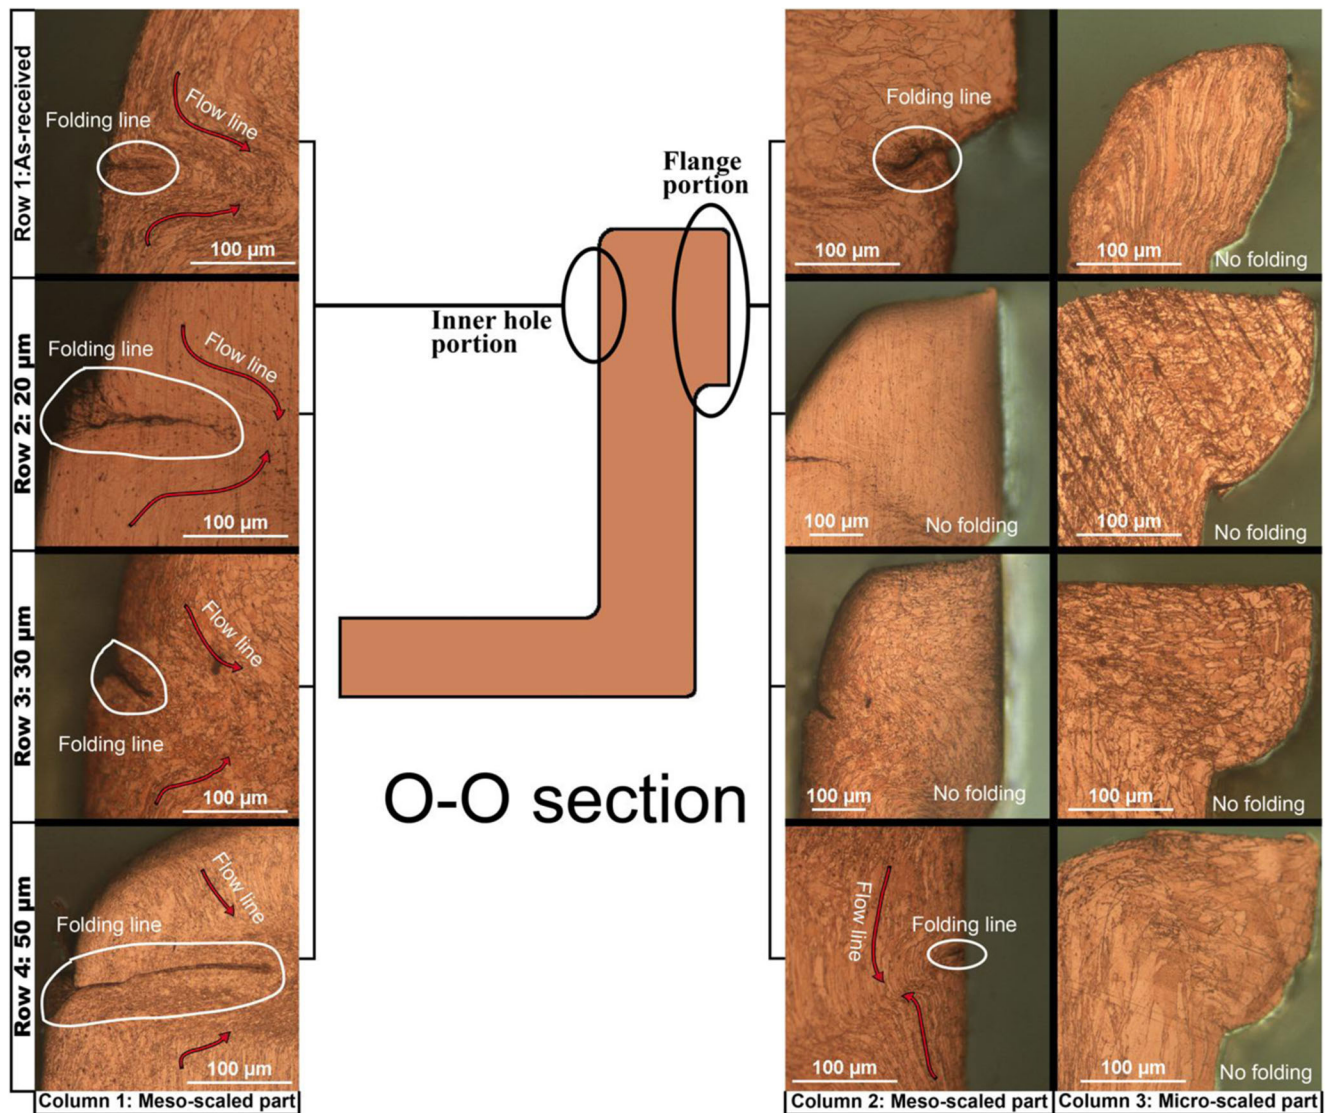 Row 1:As-received
Folding line
Flow line
100 µm
Row 2: 20 µm
Folding line
Flow line
100 µm
Row 3: 30 µm
Flow line
Folding line
100 µm
Row 4: 50 µm
Flow line
Folding line
100 µm
Column 1: Meso-scaled part
Flange
portion
Inner hole
portion
O-O section
Folding line
100 µm
100 µm
No folding
100 µm
No folding
100 µm
No folding
100 µm
No folding
100 µm
No folding
Flow line
Folding line
100 µm
100 µm
No folding
Column 2: Meso-scaled part
Column 3: Micro-scaled part